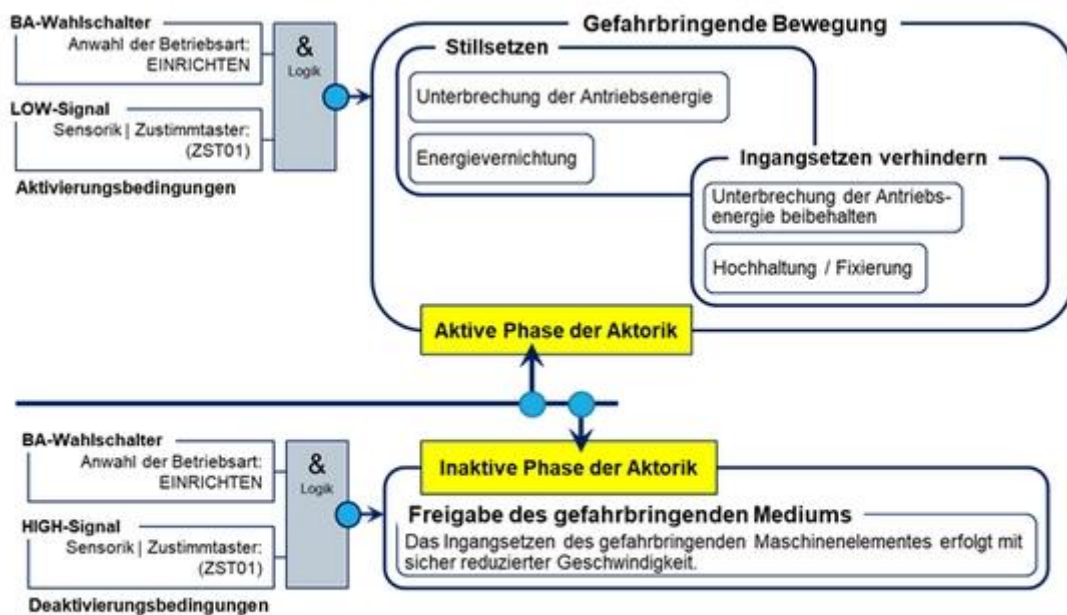 BA-Wahlschalter
Anwahl der Betriebsart:
EINRICHTEN
LOW-Signal
Sensorik | Zustimmtaster:
(ZST01)
Aktivierungsbedingungen
&
Logik
Gefahrbringende Bewegung
Stillsetzen
Unterbrechung der Antriebsenergie
Energievernichtung
Ingangsetzen verhindern
Unterbrechung der Antriebs-
energie beibehalten
Hochhaltung / Fixierung
Aktive Phase der Aktorik
BA-Wahlschalter
Anwahl der Betriebsart:
EINRICHTEN
HIGH-Signal
Sensorik | Zustimmtaster:
(ZST01)
Deaktivierungsbedingungen
&
Logik
Inaktive Phase der Aktorik
Freigabe des gefahrbringenden Mediums
Das Ingangsetzen des gefahrbringenden Maschinenelementes erfolgt mit
sicher reduzierter Geschwindigkeit.